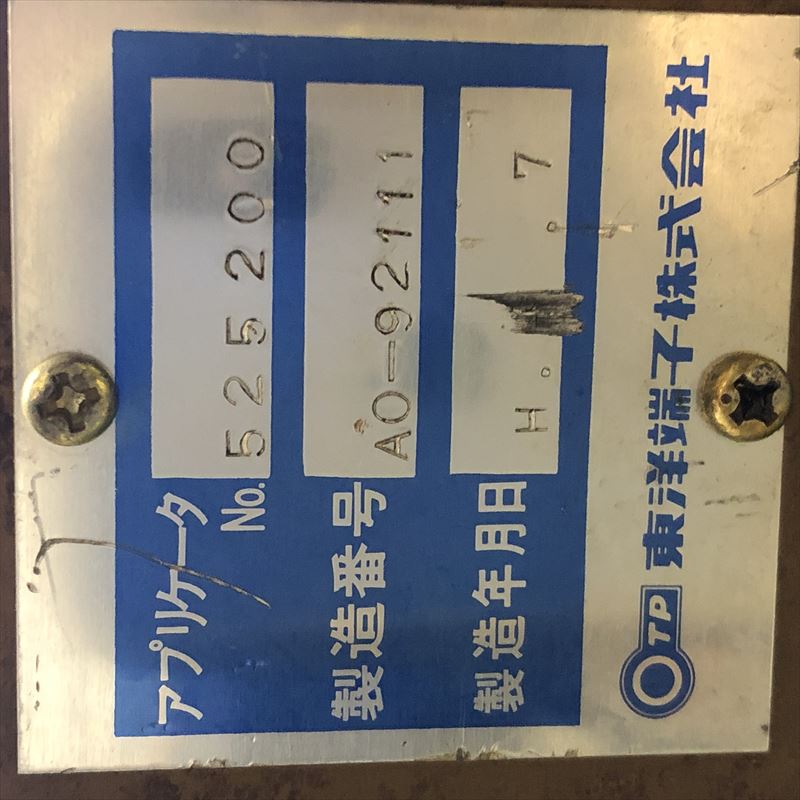 アプリケータ
No. 525200
製造番号 AO-92111
製造年月日 H. . 7
TP 東洋端子株式会社